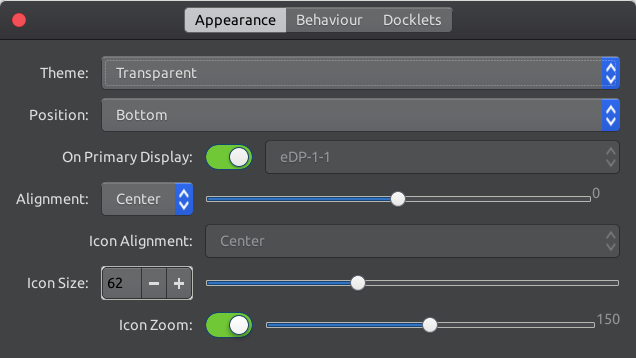 Appearance Behaviour Docklets
Theme: Transparent
Position: Bottom
On Primary Display: eDP-1-1
Alignment: Center 0
Icon Alignment: Center
Icon Size: 62 − +
Icon Zoom: 150